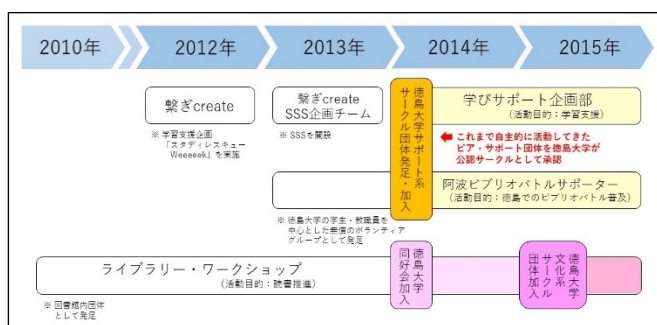 2010年
2012年
2013年
2014年
2015年
繋ぎcreate
※ 学習支援企画
「スタディレスキュー
Weeeeek」を実施
繋ぎcreate
SSS企画チーム
※ SSSを開設
徳島大学サポート系
サークル団体発足・加入
学びサポート企画部
(活動目的:学習支援)
これまで自主的に活動してきた
ピア・サポート団体を徳島大学が
公認サークルとして承認
阿波ビブリオバトルサポーター
(活動目的:徳島でのビブリオバトル普及)
※ 徳島大学の学生・教職員を
中心とした無償のボランティア
グループとして発足
ライブラリー・ワークショップ
(活動目的:読書推進)
※ 図書館内団体
として発足
徳島大学
同好会加入
徳島大学
文化系
サークル
団体加入